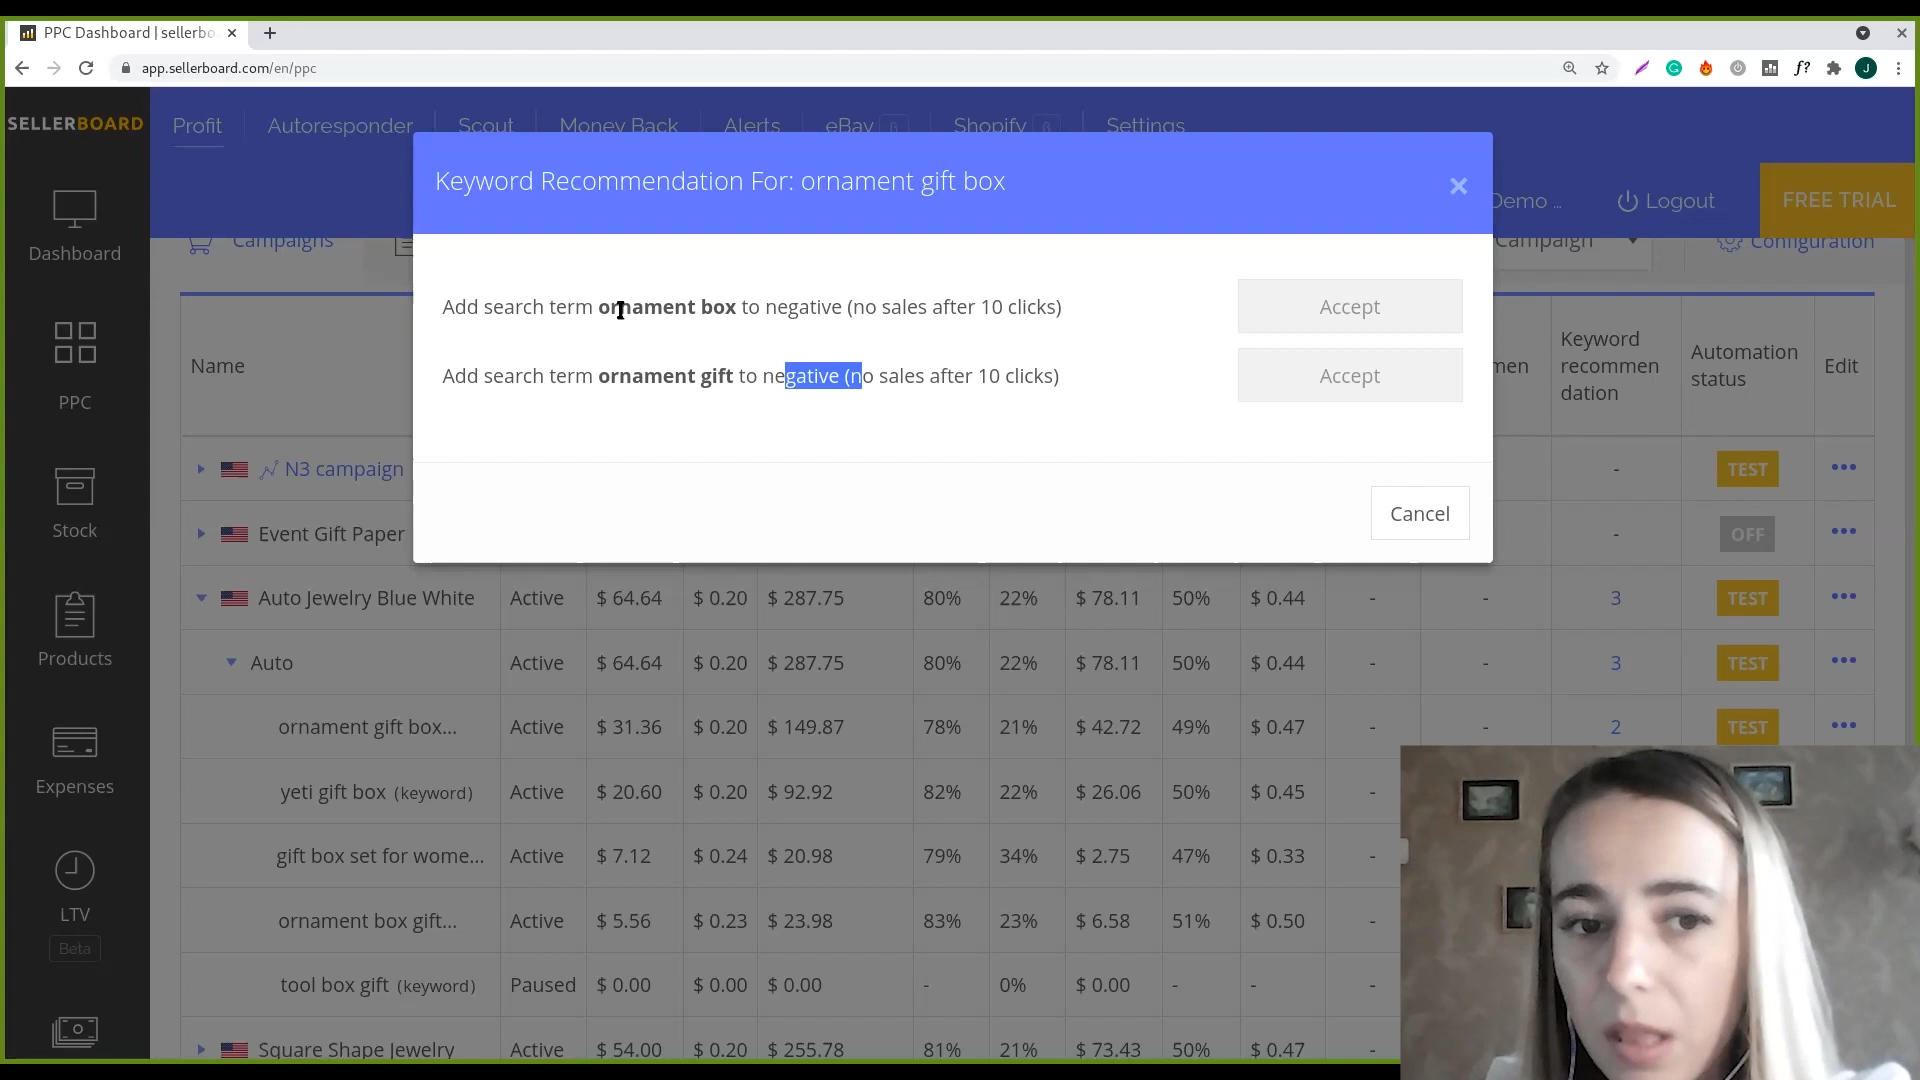 PPC Dashboard | sellerbo
app.sellerboard.com/en/ppc
f?
J
SELLERBOARD
Profit
Autoresponder
Scout
Money Back
Alerts
eBay β
Shopify β
Settings
Demo ...
Logout
FREE TRIAL
Keyword Recommendation For: ornament gift box
×
Campaigns
Campaign
Configuration
Add search term ornament box to negative (no sales after 10 clicks)
Accept
Add search term ornament gift to negative (no sales after 10 clicks)
Accept
Cancel
Dashboard
PPC
Stock
Products
Expenses
LTV
Beta
Name
men
Keyword
recommen
dation
Automation
status
Edit
N3 campaign - TEST •••
Event Gift Paper - OFF •••
Auto Jewelry Blue White Active $ 64.64 $ 0.20 $ 287.75 80% 22% $ 78.11 50% $ 0.44 - - 3 TEST •••
Auto Active $ 64.64 $ 0.20 $ 287.75 80% 22% $ 78.11 50% $ 0.44 - - 3 TEST •••
ornament gift box... Active $ 31.36 $ 0.20 $ 149.87 78% 21% $ 42.72 49% $ 0.47 - - 2 TEST •••
yeti gift box (keyword) Active $ 20.60 $ 0.20 $ 92.92 82% 22% $ 26.06 50% $ 0.45 -
gift box set for wome... Active $ 7.12 $ 0.24 $ 20.98 79% 34% $ 2.75 47% $ 0.33 -
ornament box gift... Active $ 5.56 $ 0.23 $ 23.98 83% 23% $ 6.58 51% $ 0.50 -
tool box gift (keyword) Paused $ 0.00 $ 0.00 $ 0.00 - 0% $ 0.00 - - -
Square Shape Jewelry Active $ 54.00 $ 0.20 $ 255.78 81% 21% $ 73.43 50% $ 0.47 -